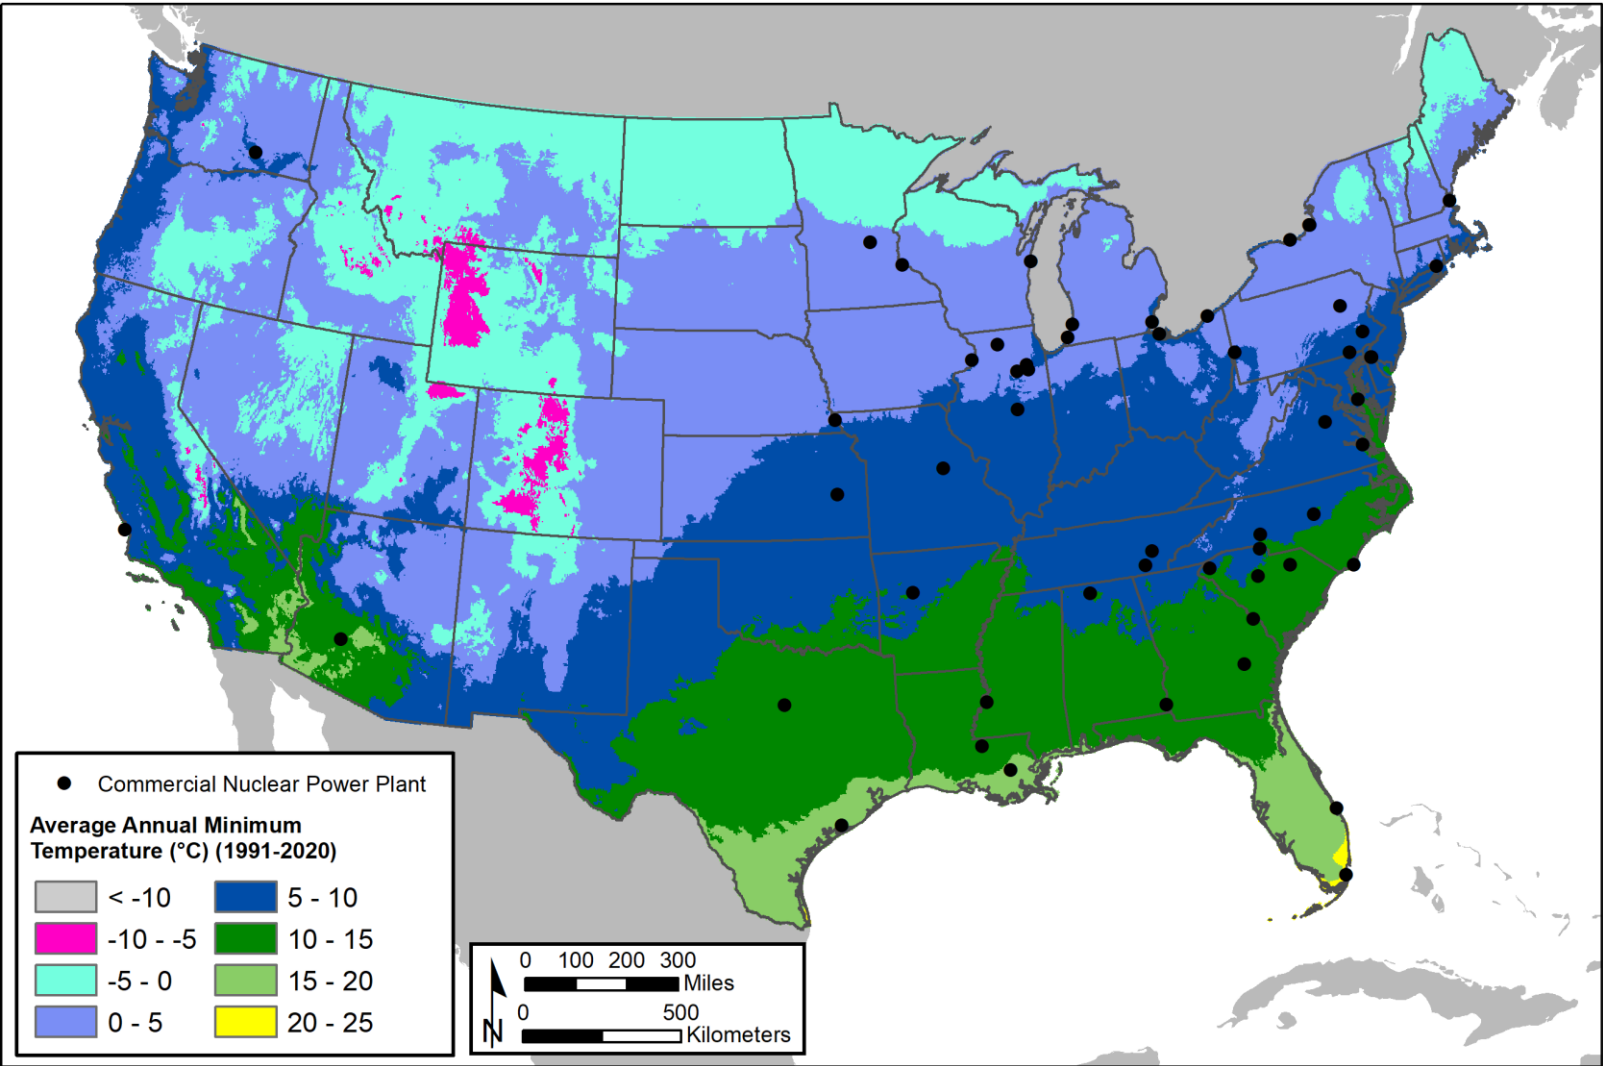 Commercial Nuclear Power Plant
Average Annual Minimum
Temperature (°C) (1991-2020)
< -10
5 - 10
-10 - -5
10 - 15
-5 - 0
15 - 20
0 - 5
20 - 25
N
0 100 200 300
Miles
0 500
Kilometers